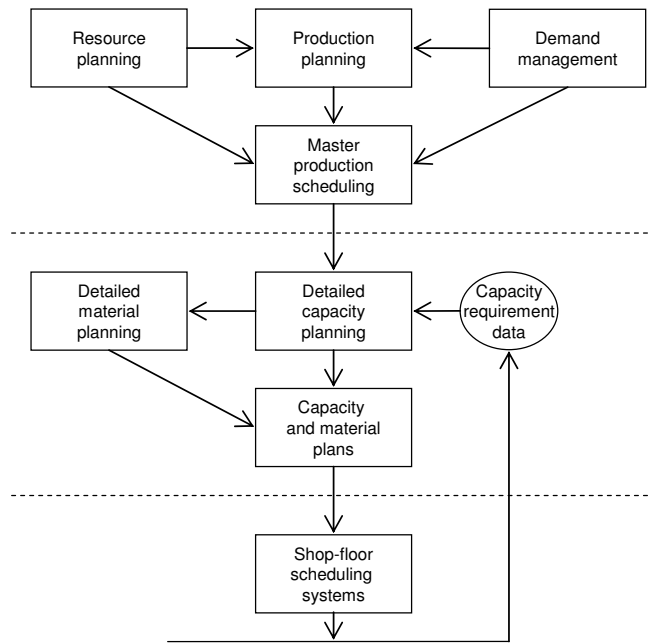 Resource
planning
Production
planning
Demand
management
Master
production
scheduling
Detailed
material
planning
Detailed
capacity
planning
Capacity
requirement
data
Capacity
and material
plans
Shop-floor
scheduling
systems